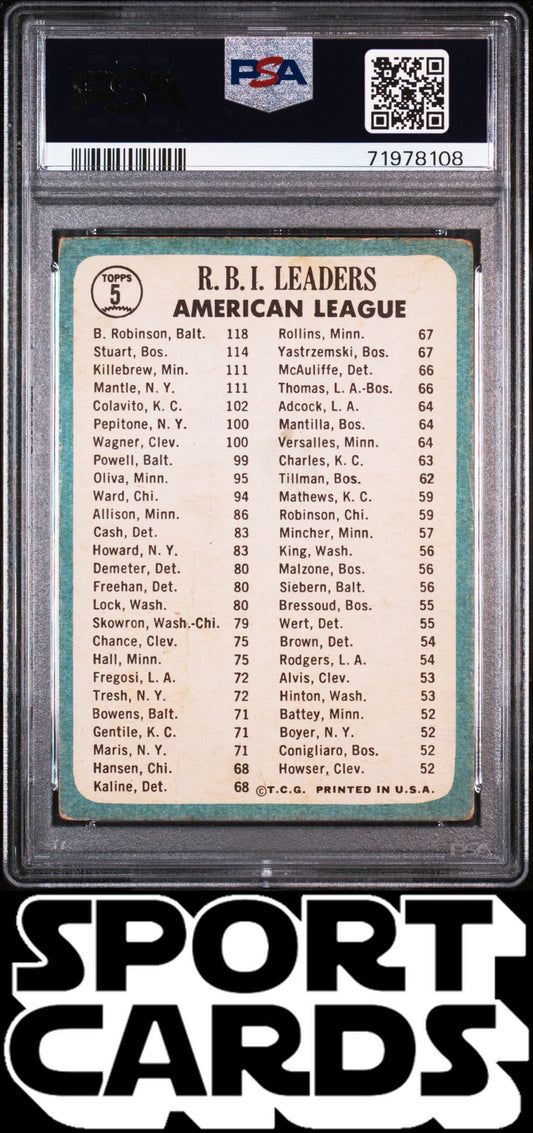 PSA
PSA
71978108
TOPPS
5
R.B.I. LEADERS
AMERICAN LEAGUE
B. Robinson, Balt. 118
Stuart, Bos. 114
Killebrew, Min. 111
Mantle, N. Y. 111
Colavito, K. C. 102
Pepitone, N. Y. 100
Wagner, Clev. 100
Powell, Balt. 99
Oliva, Minn. 95
Ward, Chi. 94
Allison, Minn. 86
Cash, Det. 83
Howard, N. Y. 83
Demeter, Det. 80
Freehan, Det. 80
Lock, Wash. 80
Skowron, Wash.-Chi. 79
Chance, Clev. 75
Hall, Minn. 75
Fregosi, L. A. 72
Tresh, N. Y. 72
Bowens, Balt. 71
Gentile, K. C. 71
Maris, N. Y. 71
Hansen, Chi. 68
Kaline, Det. 68
Rollins, Minn. 67
Yastrzemski, Bos. 67
McAuliffe, Det. 66
Thomas, L. A.-Bos. 66
Adcock, L. A. 64
Mantilla, Bos. 64
Versalles, Minn. 64
Charles, K. C. 63
Tillman, Bos. 62
Mathews, K. C. 59
Robinson, Chi. 59
Mincher, Minn. 57
King, Wash. 56
Malzone, Bos. 56
Siebern, Balt. 56
Bressoud, Bos. 55
Wert, Det. 55
Brown, Det. 54
Rodgers, L. A. 54
Alvis, Clev. 53
Hinton, Wash. 53
Battey, Minn. 52
Boyer, N. Y. 52
Conigliaro, Bos. 52
Howser, Clev. 52
©T.C.G. PRINTED IN U.S.A.
PSA
SPORT
CARDS